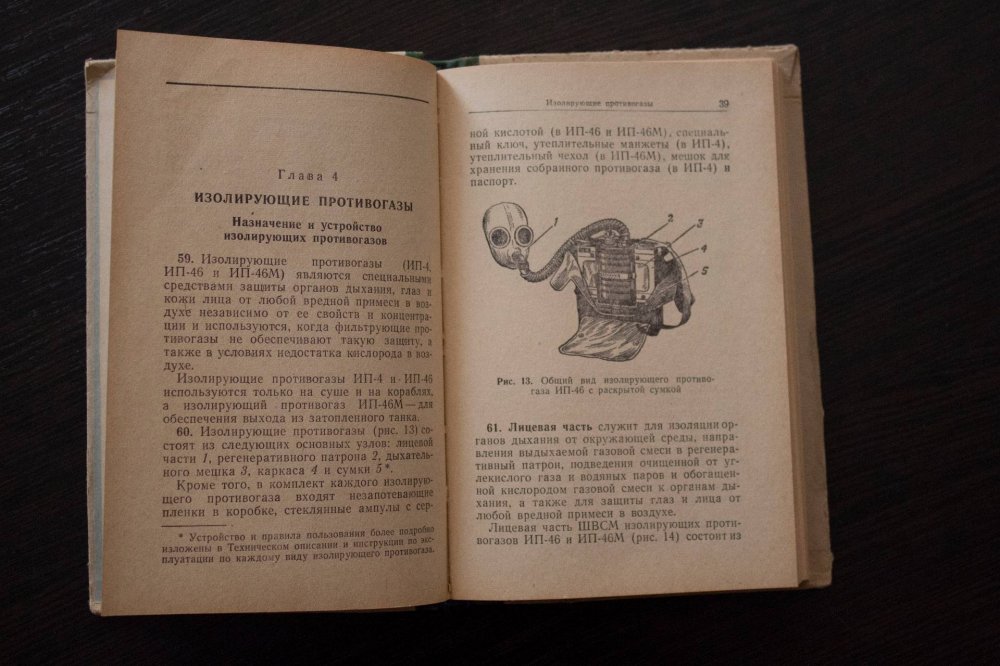 Глава 4
ИЗОЛИРУЮЩИЕ ПРОТИВОГАЗЫ
Назначение и устройство
изолирующих противогазов
59. Изолирующие противогазы (ИП-4,
ИП-46 и ИП-46М) являются специальными
средствами защиты органов дыхания, глаз и
кожи лица от любой вредной примеси в воз-
духе независимо от ее свойств и концентра-
ции и используются, когда фильтрующие про-
тивогазы не обеспечивают такую защиту, а
также в условиях недостатка кислорода в воз-
духе.
Изолирующие противогазы ИП-4 и ИП-46
используются только на суше и на кораблях,
а изолирующий противогаз ИП-46М — для
обеспечения выхода из затопленного танка.
60. Изолирующие противогазы (рис. 13) со-
стоят из следующих основных узлов: лицевой
части 1, регенеративного патрона 2, дыхатель-
ного мешка 3, каркаса 4 и сумки 5*.
Кроме того, в комплект каждого изолирую-
щего противогаза входят незапотевающие
пленки в коробке, стеклянные ампулы с сер-
* Устройство и правила пользования более подробно
изложены в Техническом описании и инструкции по экс-
плуатации по каждому виду изолирующего противогаза.
Изолирующие противогазы 39
ной кислотой (в ИП-46 и ИП-46М), специаль-
ный ключ, утеплительные манжеты (в ИП-4),
утеплительный чехол (в ИП-46М), мешок для
хранения собранного противогаза (в ИП-4) и
паспорт.
1
2
3
4
5
Рис. 13. Общий вид изолирующего противо-
газа ИП-46 с раскрытой сумкой
61. Лицевая часть служит для изоляции ор-
ганов дыхания от окружающей среды, направ-
ления выдыхаемой газовой смеси в регенера-
тивный патрон, подведения очищенной от уг-
лекислого газа и водяных паров и обогащен-
ной кислородом газовой смеси к органам ды-
хания, а также для защиты глаз и лица от
любой вредной примеси в воздухе.
Лицевая часть ШВСМ изолирующих проти-
вогазов ИП-46 и ИП-46М (рис. 14) состоит из